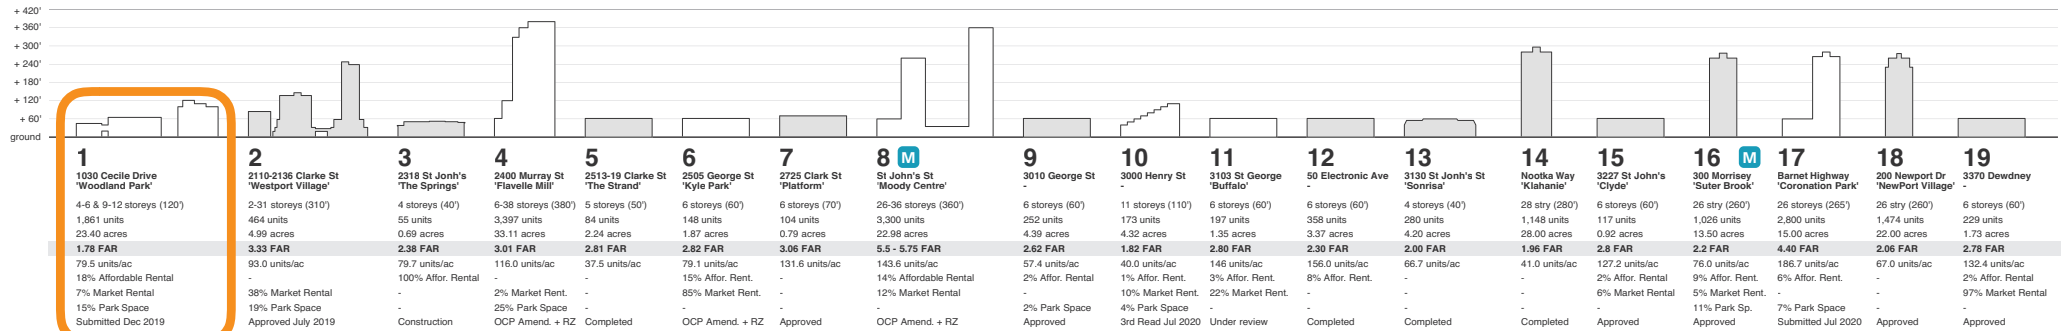 + 420'
+ 360'
+ 300'
+ 240'
+ 180'
+ 120'
+ 60'
ground
1
1030 Cecile Drive
'Woodland Park'
4-6 & 9-12 storeys (120')
1,861 units
23.40 acres
1.78 FAR
79.5 units/ac
18% Affordable Rental
7% Market Rental
15% Park Space
Submitted Dec 2019
2
2110-2136 Clarke St
'Westport Village'
2-31 storeys (310')
464 units
4.99 acres
3.33 FAR
93.0 units/ac
-
38% Market Rental
19% Park Space
Approved July 2019
3
2318 St Jonh's
'The Springs'
4 storeys (40')
55 units
0.69 acres
2.38 FAR
79.7 units/ac
100% Affor. Rental
-
-
Construction
4
2400 Murray St
'Flavelle Mill'
6-38 storeys (380')
3,397 units
33.11 acres
3.01 FAR
116.0 units/ac
-
2% Market Rent.
25% Park Space
OCP Amend. + RZ
5
2513-19 Clarke St
'The Strand'
5 storeys (50')
84 units
2.24 acres
2.81 FAR
37.5 units/ac
-
-
-
Completed
6
2505 George St
'Kyle Park'
6 storeys (60')
148 units
1.87 acres
2.82 FAR
79.1 units/ac
15% Affor. Rent.
85% Market Rent.
-
OCP Amend. + RZ
7
2725 Clark St
'Platform'
6 storeys (70')
104 units
0.79 acres
3.06 FAR
131.6 units/ac
-
-
-
Approved
8 M
St John's St
'Moody Centre'
26-36 storeys (360')
3,300 units
22.98 acres
5.5 - 5.75 FAR
143.6 units/ac
14% Affordable Rental
12% Market Rental
-
OCP Amend. + RZ
9
3010 George St
-
6 storeys (60')
252 units
4.39 acres
2.62 FAR
57.4 units/ac
2% Affor. Rental
-
2% Park Space
Approved
10
3000 Henry St
-
11 storeys (110')
173 units
4.32 acres
1.82 FAR
40.0 units/ac
1% Affor. Rent.
10% Market Rent.
4% Park Space
3rd Read Jul 2020
11
3103 St George
'Buffalo'
6 storeys (60')
197 units
1.35 acres
2.80 FAR
146 units/ac
3% Affor. Rent.
22% Market Rent.
-
Under review
12
50 Electronic Ave
-
6 storeys (60')
358 units
3.37 acres
2.30 FAR
156.0 units/ac
8% Affor. Rent.
-
-
Completed
13
3130 St Jonh's St
'Sonrisa'
4 storeys (40')
280 units
4.20 acres
2.00 FAR
66.7 units/ac
-
-
-
Completed
14
Nootka Way
'Klahanie'
28 stry (280')
1,148 units
28.00 acres
1.96 FAR
41.0 units/ac
-
-
-
Completed
15
3227 St John's
'Clyde'
6 storeys (60')
117 units
0.92 acres
2.8 FAR
127.2 units/ac
2% Affor. Rental
6% Market Rental
-
Approved
16 M
300 Morrisey
'Suter Brook'
26 stry (260')
1,026 units
13.50 acres
2.2 FAR
76.0 units/ac
9% Affor. Rent.
5% Market Rent.
11% Park Sp.
Approved
17
Barnet Highway
'Coronation Park'
26 storeys (265')
2,800 units
15.00 acres
4.40 FAR
186.7 units/ac
6% Affor. Rent.
-
7% Park Space
Submitted Jul 2020
18
200 Newport Dr
'NewPort Village'
26 stry (260')
1,474 units
22.00 acres
2.06 FAR
67.0 units/ac
-
-
-
Approved
19
3370 Dewdney
-
6 storeys (60')
229 units
1.73 acres
2.78 FAR
132.4 units/ac
2% Affor. Rental
97% Market Rental
-
Approved